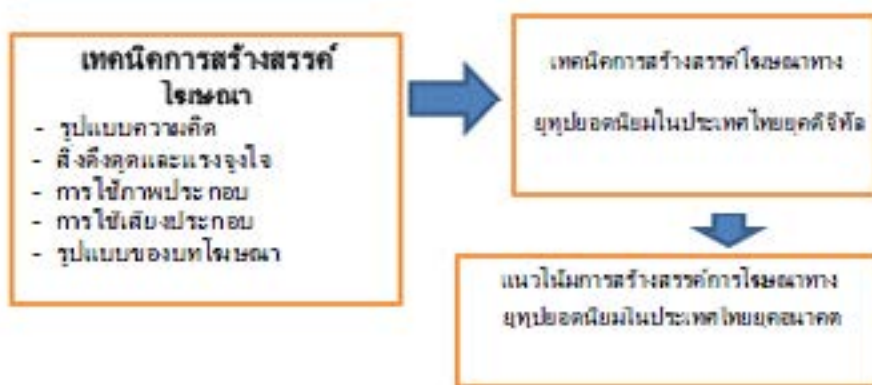 เทคนิคการสร้างสรรค์
โฆษณา
- รูปแบบความคิด
- สิ่งดึงดูดและแรงจูงใจ
- การใช้ภาพประกอบ
- การใช้เสียงประกอบ
- รูปแบบของบทโฆษณา
เทคนิคการสร้างสรรค์โฆษณาทาง
ยูทูปยอดนิยมในประเทศไทยยุคดิจิทัล
แนวโน้มการสร้างสรรค์การโฆษณาทาง
ยูทูปยอดนิยมในประเทศไทยยุคอนาคต